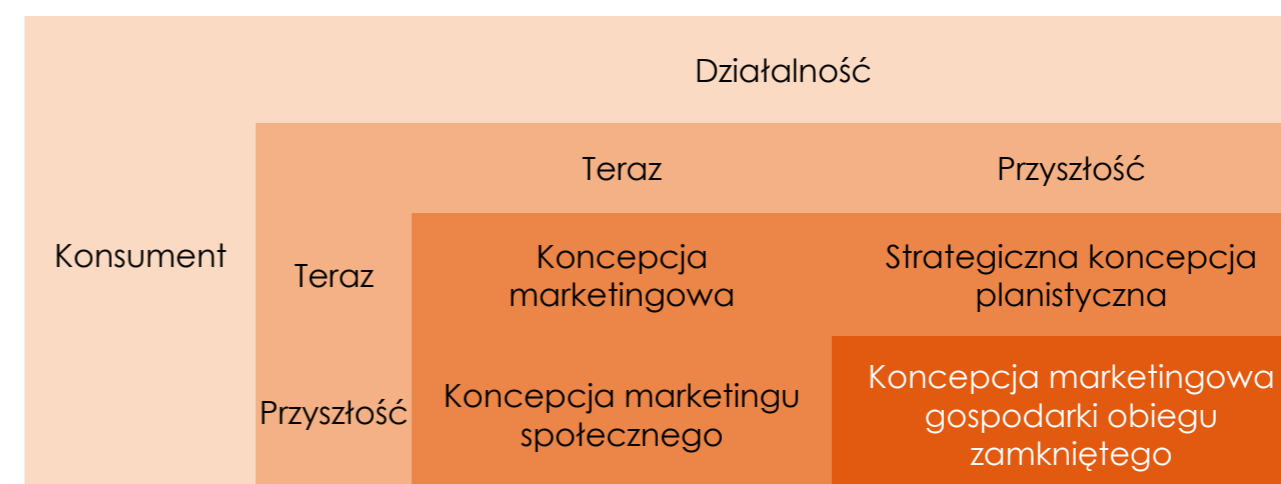 Działalność
Teraz
Przyszłość
Konsument
Teraz
Koncepcja
marketingowa
Strategiczna koncepcja
planistyczna
Przyszłość
Koncepcja marketingu
społecznego
Koncepcja marketingowa
gospodarki obiegu
zamkniętego